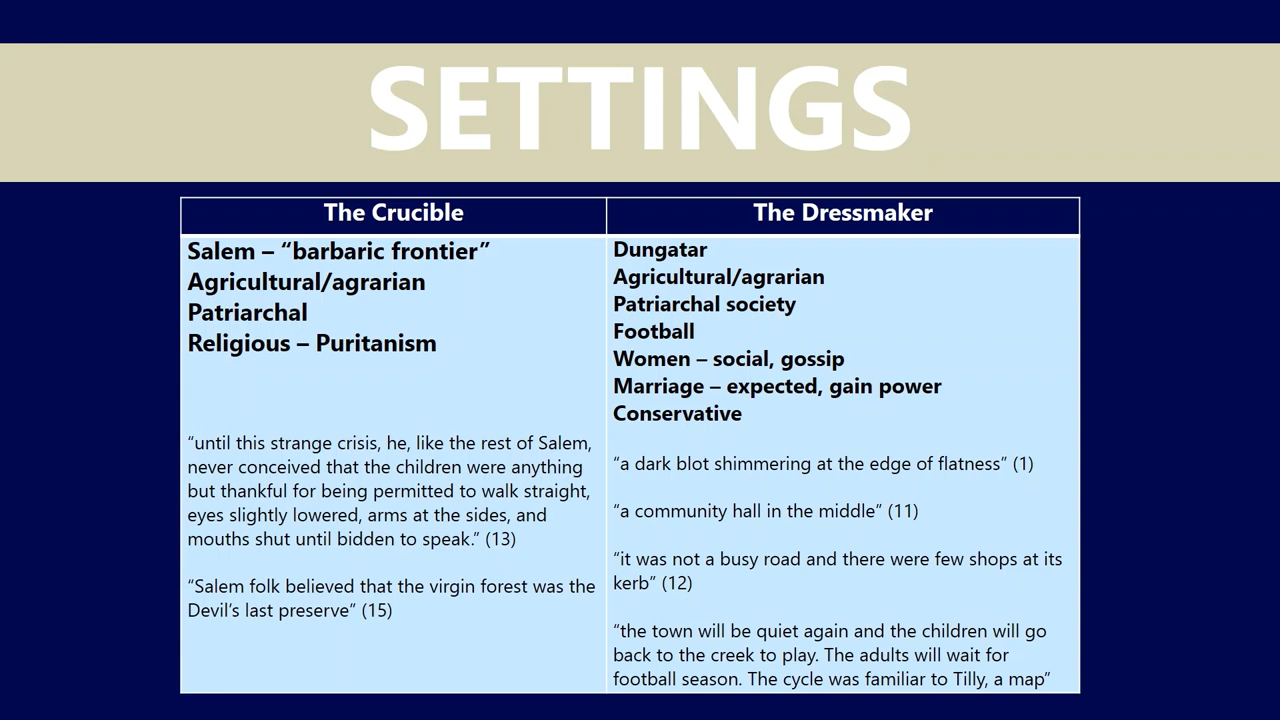 SETTINGS
The Crucible
Salem – “barbaric frontier”
Agricultural/agrarian
Patriarchal
Religious – Puritanism
“until this strange crisis, he, like the rest of Salem,
never conceived that the children were anything
but thankful for being permitted to walk straight,
eyes slightly lowered, arms at the sides, and
mouths shut until bidden to speak.” (13)
“Salem folk believed that the virgin forest was the
Devil’s last preserve” (15)
The Dressmaker
Dungatar
Agricultural/agrarian
Patriarchal society
Football
Women – social, gossip
Marriage – expected, gain power
Conservative
“a dark blot shimmering at the edge of flatness” (1)
“a community hall in the middle” (11)
“it was not a busy road and there were few shops at its
kerb” (12)
“the town will be quiet again and the children will go
back to the creek to play. The adults will wait for
football season. The cycle was familiar to Tilly, a map”